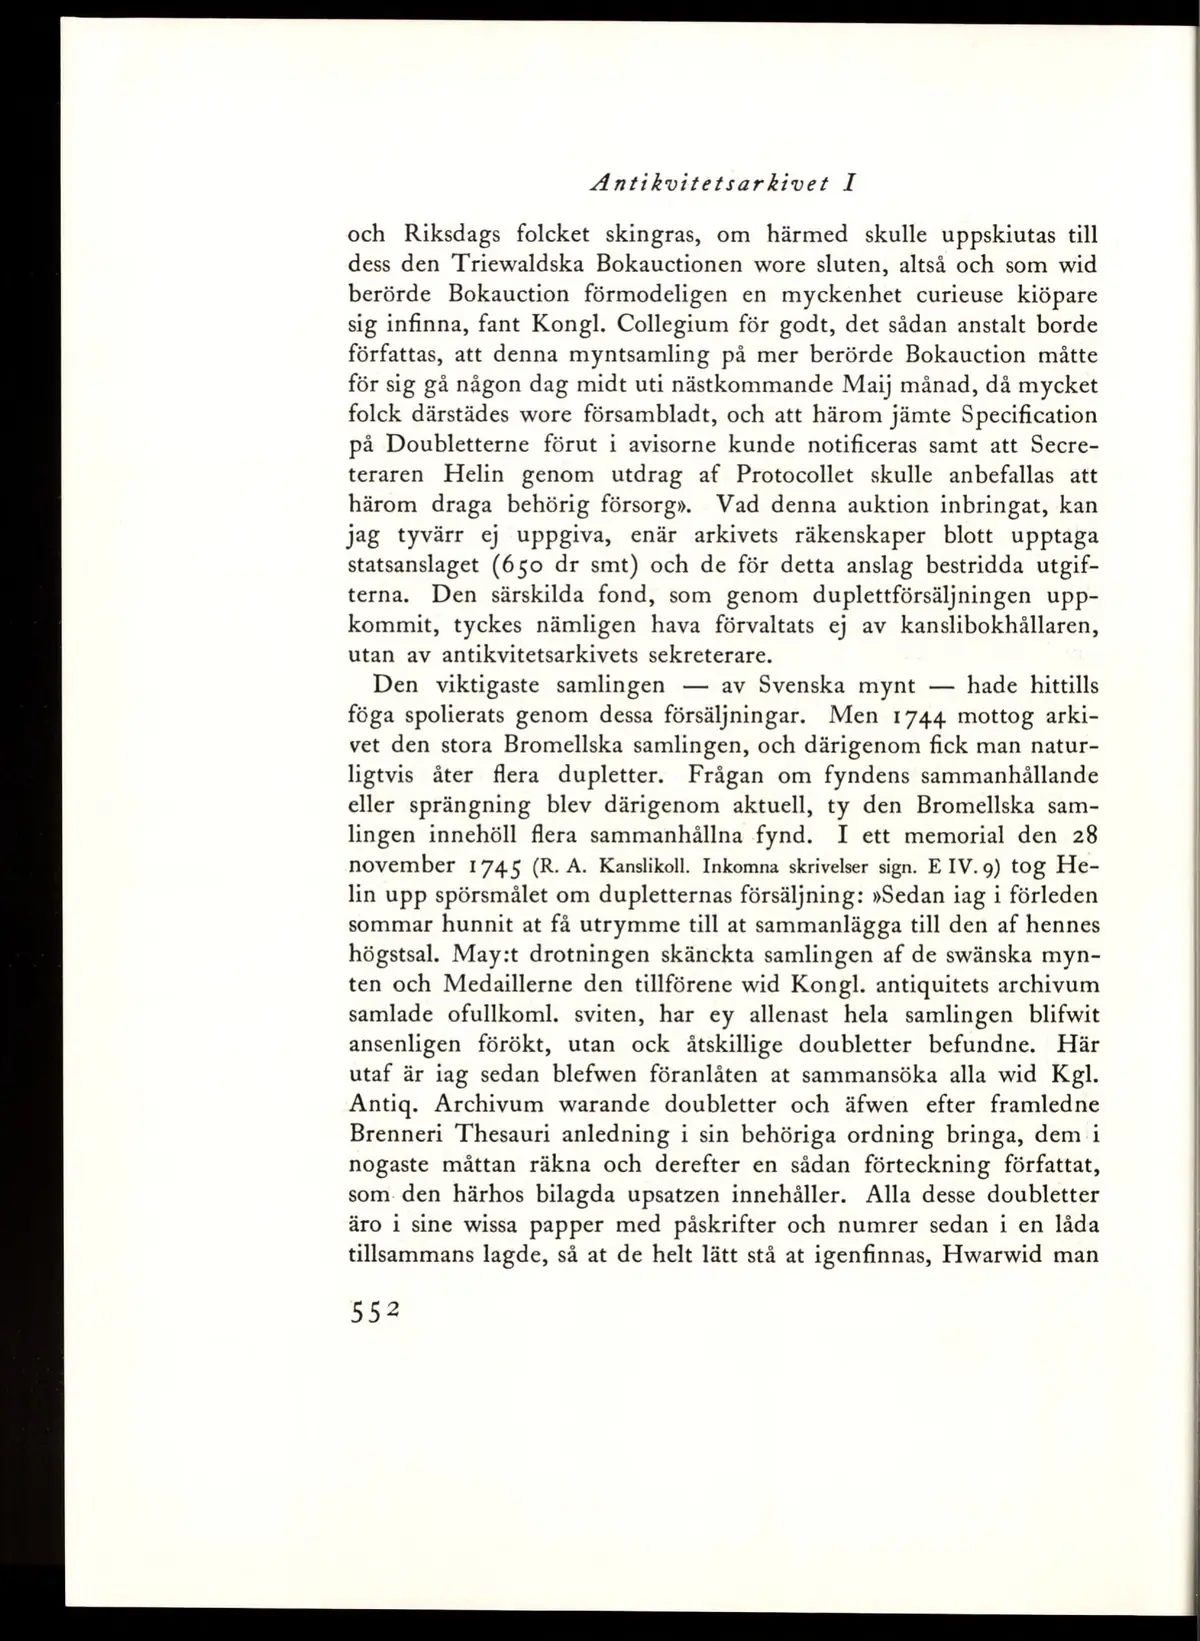 Antikvitetsarkivet I
och Riksdags folcket skingras, om härmed skulle uppskiutas till
dess den Triewaldska Bokauctionen wore sluten, altså och som wid
berörde Bokauction förmodeligen en myckenhet curieuse kiöpare
sig infinna, fant Kongl. Collegium för godt, det sådan anstalt borde
författas, att denna myntsamling på mer berörde Bokauction måtte
för sig gå någon dag midt uti nästkommande Maij månad, då mycket
folck därstädes wore försambladt, och att härom jämte Specification
på Doubletterne förut i avisorne kunde notificeras samt att Secre-
teraren Helin genom utdrag af Protocollet skulle anbefallas att
härom draga behörig försorg». Vad denna auktion inbringat, kan
jag tyvärr ej uppgiva, enär arkivets räkenskaper blott upptaga
statsanslaget (650 dr smt) och de för detta anslag bestridda utgif-
terna. Den särskilda fond, som genom duplettförsäljningen upp-
kommit, tyckes nämligen hava förvaltats ej av kanslibokhållaren,
utan av antikvitetsarkivets sekreterare.
Den viktigaste samlingen — av Svenska mynt — hade hittills
föga spolierats genom dessa försäljningar. Men 1744 mottog arki-
vet den stora Bromellska samlingen, och därigenom fick man natur-
ligtvis åter flera dupletter. Frågan om fyndens sammanhållande
eller sprängning blev därigenom aktuell, ty den Bromellska sam-
lingen innehöll flera sammanhållna fynd. I ett memorial den 28
november 1745 (R. A. Kanslikoll. Inkomna skrivelser sign. E IV. 9) tog He-
lin upp spörsmålet om dupletternas försäljning: »Sedan iag i förleden
sommar hunnit at få utrymme till at sammanlägga till den af hennes
högstsal. May:t drotningen skänckta samlingen af de swänska myn-
ten och Medaillerne den tillförene wid Kongl. antiquitets archivum
samlade ofullkoml. sviten, har ey allenast hela samlingen blifwit
ansenligen förökt, utan ock åtskillige doubletter befundne. Här
utaf är iag sedan blefwen föranlåten at sammansöka alla wid Kgl.
Antiq. Archivum warande doubletter och äfwen efter framledne
Brenneri Thesauri anledning i sin behöriga ordning bringa, dem i
nogaste måttan räkna och derefter en sådan förteckning författat,
som den härhos bilagda upsatzen innehåller. Alla desse doubletter
äro i sine wissa papper med påskrifter och numrer sedan i en låda
tillsammans lagde, så at de helt lätt stå at igenfinnas, Hwarwid man
552